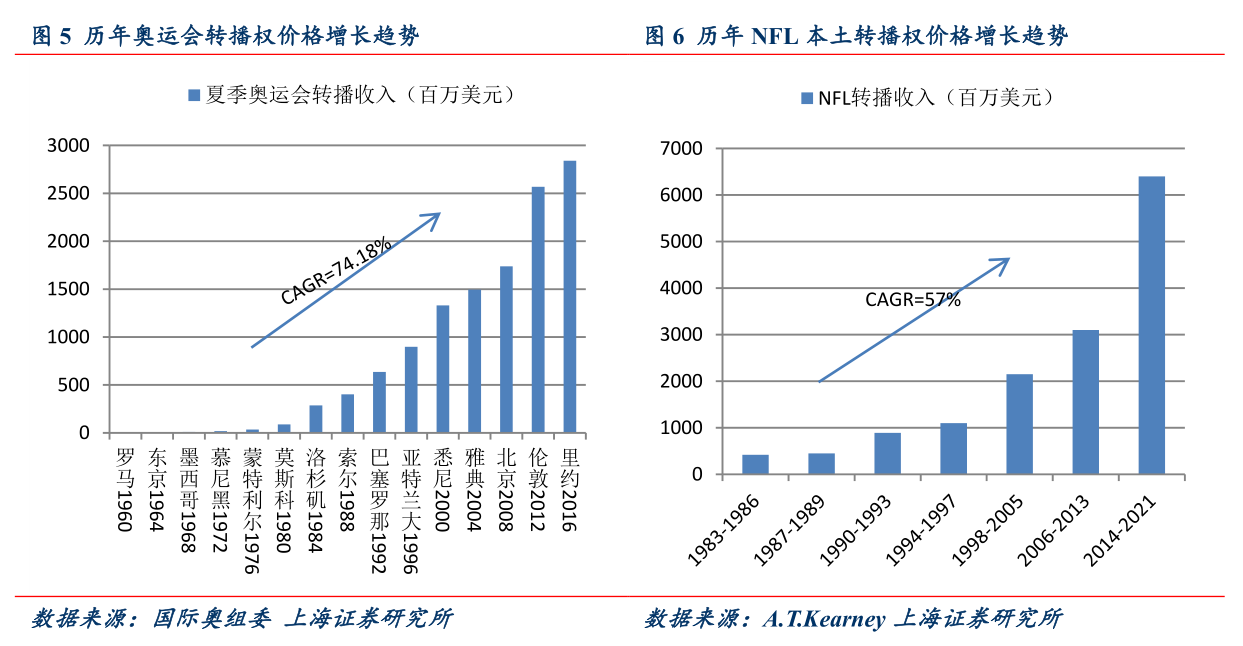 图 5 历年奥运会转播权价格增长趋势
夏季奥运会转播收入（百万美元）
3000
2500
2000
1500
1000
500
0
CAGR=74.18%
罗马1960
东京1964
墨西哥1968
慕尼黑1972
蒙特利尔1976
莫斯科1980
洛杉矶1984
索尔1988
巴塞罗那1992
亚特兰大1996
悉尼2000
雅典2004
北京2008
伦敦2012
里约2016
数据来源：国际奥组委 上海证券研究所
图 6 历年 NFL 本土转播权价格增长趋势
NFL转播收入（百万美元）
7000
6000
5000
4000
3000
2000
1000
0
CAGR=57%
1983-1986
1987-1989
1990-1993
1994-1997
1998-2005
2006-2013
2014-2021
数据来源：A.T.Kearney 上海证券研究所